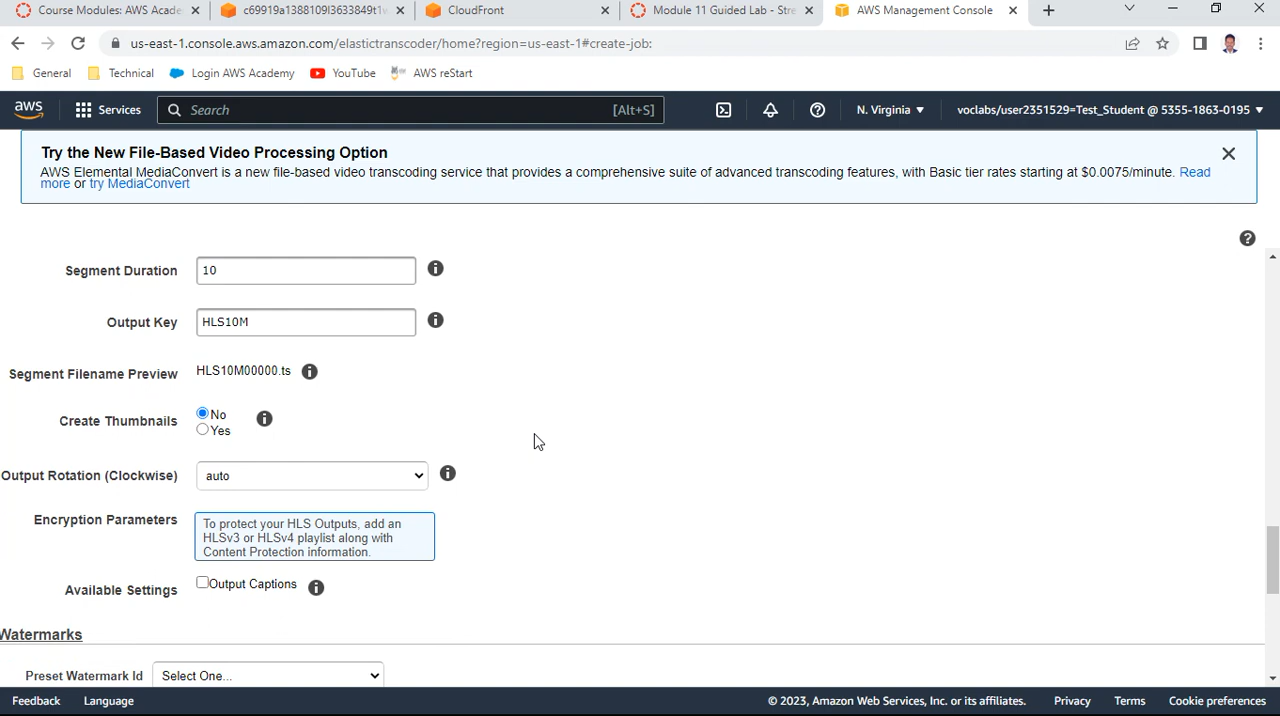 Course Modules: AWS Acade
c69919a1388109l3633849t1w
CloudFront
Module 11 Guided Lab - Stre
AWS Management Console
us-east-1.console.aws.amazon.com/elastictranscoder/home?region=us-east-1#create-job:
General
Technical
Login AWS Academy
YouTube
AWS reStart
aws
Services
Search
[Alt+S]
N. Virginia
voclabs/user2351529=Test_Student @ 5355-1863-0195
Try the New File-Based Video Processing Option
AWS Elemental MediaConvert is a new file-based video transcoding service that provides a comprehensive suite of advanced transcoding features, with Basic tier rates starting at $0.0075/minute. Read
more or try MediaConvert
Segment Duration
10
Output Key
HLS10M
Segment Filename Preview
HLS10M00000.ts
Create Thumbnails
No
Yes
Output Rotation (Clockwise)
auto
Encryption Parameters
To protect your HLS Outputs, add an
HLSv3 or HLSv4 playlist along with
Content Protection information.
Available Settings
Output Captions
Watermarks
Preset Watermark Id
Select One...
Feedback
Language
© 2023, Amazon Web Services, Inc. or its affiliates.
Privacy
Terms
Cookie preferences